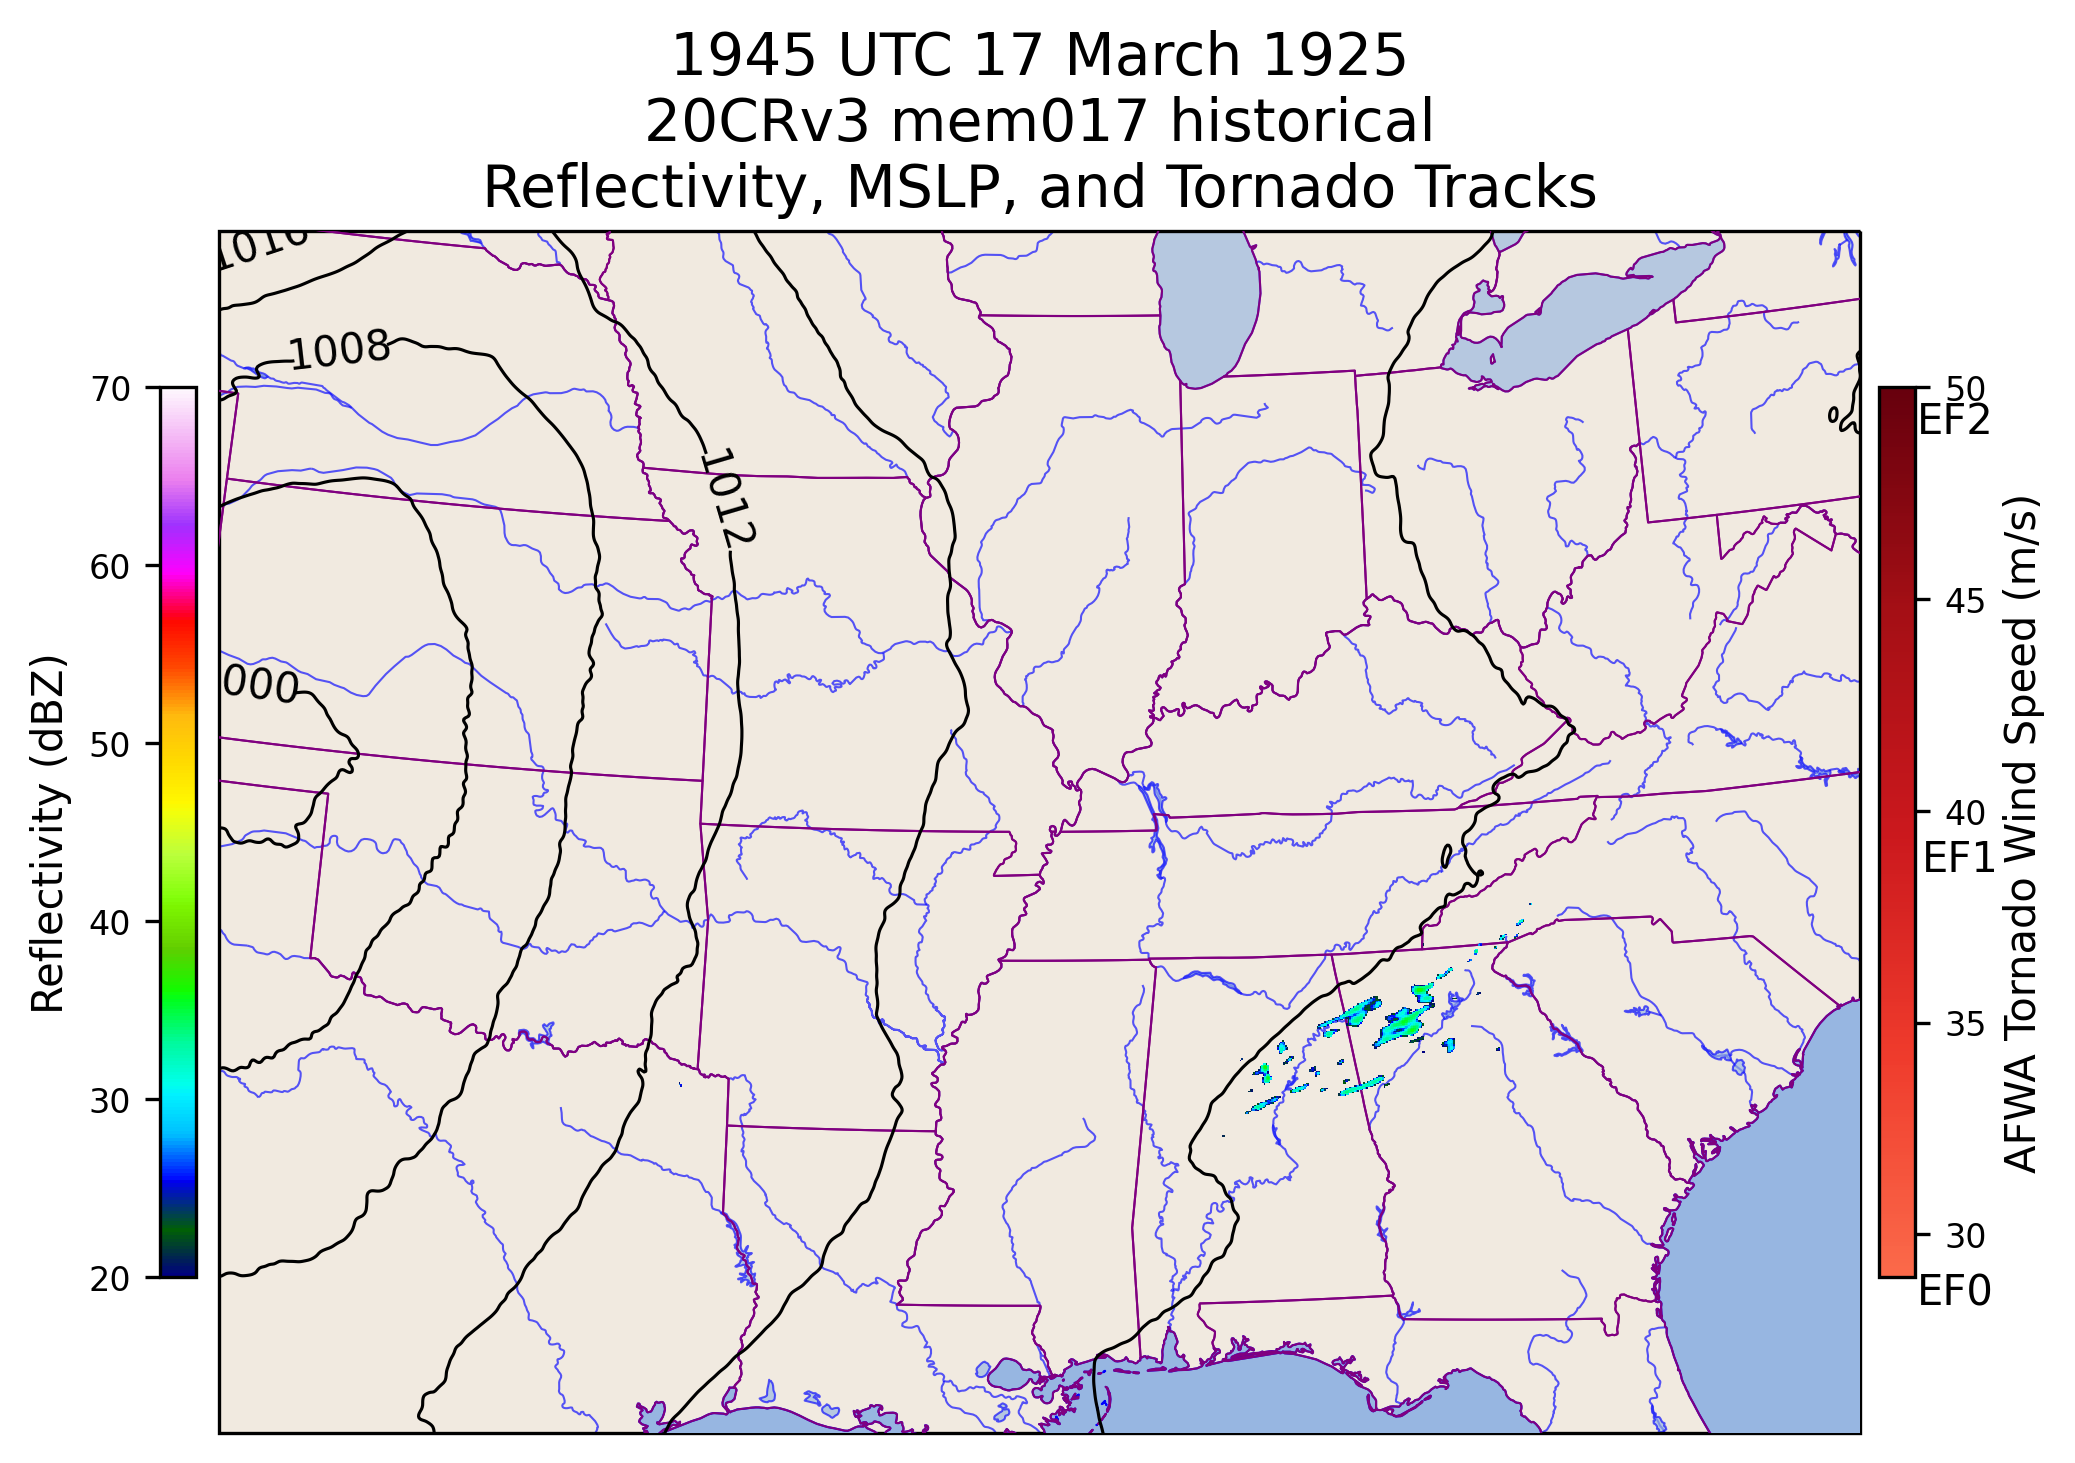 1945 UTC 17 March 1925
20CRv3 mem017 historical
Reflectivity, MSLP, and Tornado Tracks
1016
1008
1012
000
70
60
50
40
30
20
Reflectivity (dBZ)
50
EF2
45
40
EF1
35
30
EF0
AFWA Tornado Wind Speed (m/s)